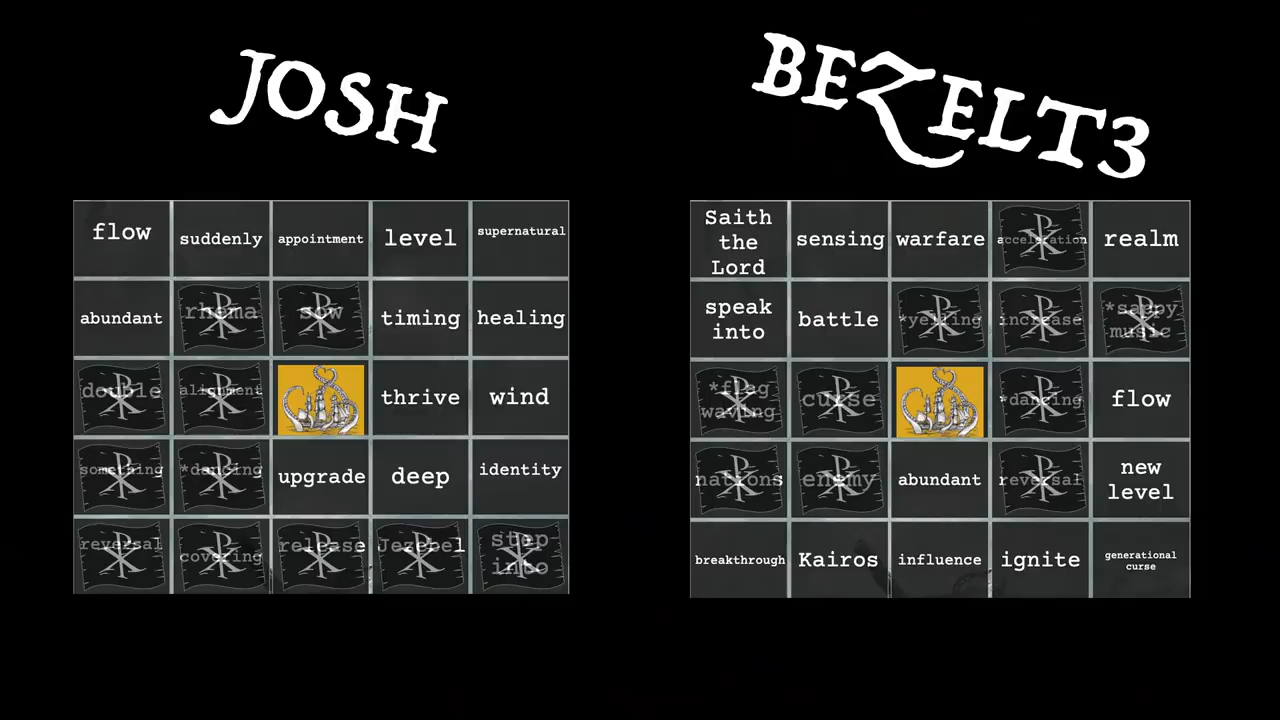 JOSH
BEZELT3
flow
suddenly
appointment
level
supernatural
abundant
rhema
sow
timing
healing
double
alignment
thrive
wind
something
*dancing
upgrade
deep
identity
reversal
covering
release
Jezebel
step
into
Saith
the
Lord
sensing
warfare
acceleration
realm
speak
into
battle
*yelling
increase
*sappy
music
*flag
waving
curse
*dancing
flow
nations
enemy
abundant
reversal
new
level
breakthrough
Kairos
influence
ignite
generational
curse